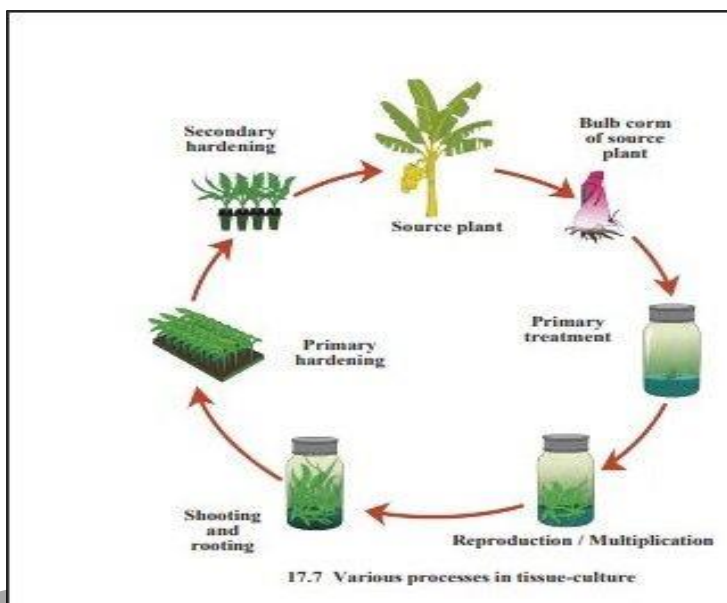 Source plant
Bulb corm
of source
plant
Primary
treatment
Reproduction / Multiplication
Shooting
and
rooting
Primary
hardening
Secondary
hardening
17.7 Various processes in tissue-culture